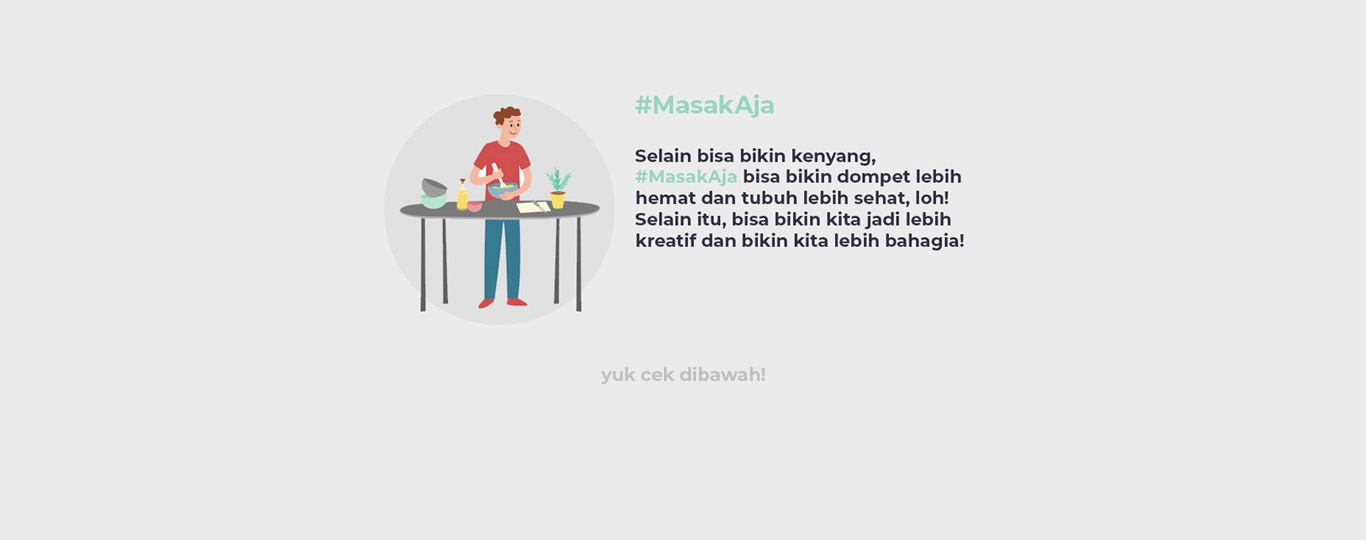 #MasakAja
Selain bisa bikin kenyang,
#MasakAja bisa bikin dompet lebih
hemat dan tubuh lebih sehat, loh!
Selain itu, bisa bikin kita jadi lebih
kreatif dan bikin kita lebih bahagia!
yuk cek dibawah!